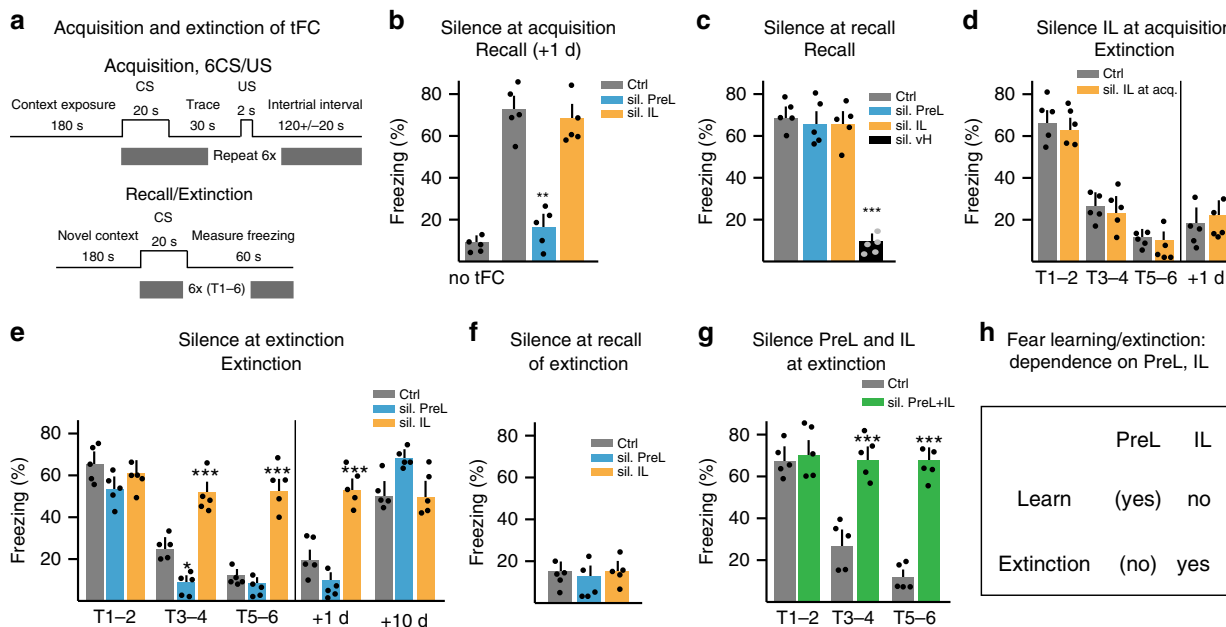 a
Acquisition and extinction of tFC
Acquisition, 6CS/US
CS
US
Context exposure
20 s
Trace
2 s
Intertrial interval
180 s
30 s
120+/−20 s
Repeat 6x
Recall/Extinction
CS
Novel context
20 s
Measure freezing
180 s
60 s
6x (T1–6)
b
Silence at acquisition
Recall (+1 d)
Ctrl
sil. PreL
sil. IL
Freezing (%)
80
60
40
20
**
no tFC
c
Silence at recall
Recall
Ctrl
sil. PreL
sil. IL
sil. vH
Freezing (%)
80
60
40
20
***
d
Silence IL at acquisition
Extinction
Ctrl
sil. IL at acq.
Freezing (%)
80
60
40
20
T1–2
T3–4
T5–6
+1 d
e
Silence at extinction
Extinction
Ctrl
sil. PreL
sil. IL
Freezing (%)
80
60
40
20
*
***
***
***
T1–2
T3–4
T5–6
+1 d
+10 d
f
Silence at recall
of extinction
Ctrl
sil. PreL
sil. IL
Freezing (%)
80
60
40
20
g
Silence PreL and IL
at extinction
Ctrl
sil. PreL+IL
Freezing (%)
80
60
40
20
***
***
T1–2
T3–4
T5–6
h
Fear learning/extinction:
dependence on PreL, IL
PreL IL
Learn (yes) no
Extinction (no) yes